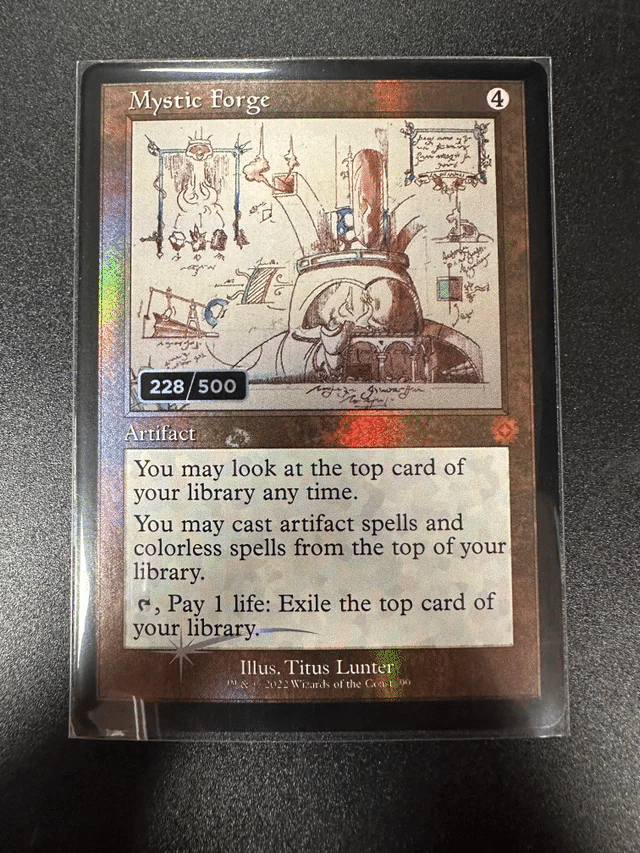 Mystic Forge 4
228/500
Artifact
You may look at the top card of
your library any time.
You may cast artifact spells and
colorless spells from the top of your
library.
, Pay 1 life: Exile the top card of
your library.
Illus. Titus Lunter
™ & © 2022 Wizards of the Coast